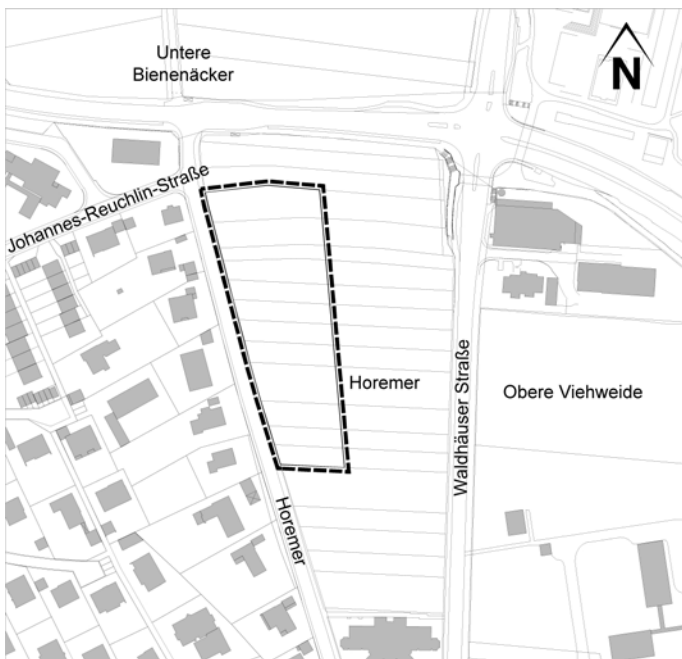 Untere
Bienenäcker
N
Johannes-Reuchlin-Straße
Horemer
Waldhäuser Straße
Obere Viehweide
Horemer